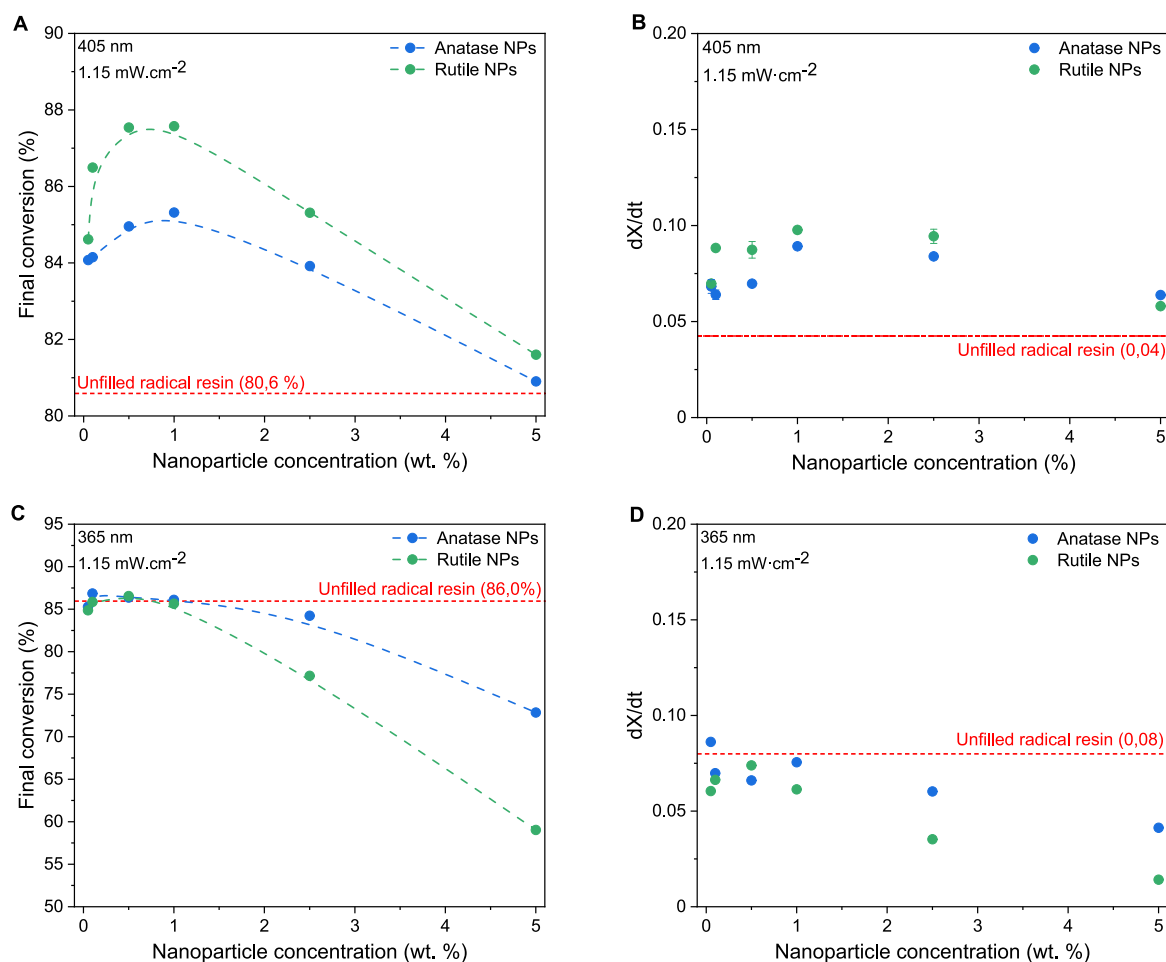 A
405 nm
1.15 mW.cm⁻²
Anatase NPs
Rutile NPs
Unfilled radical resin (80,6 %)
Final conversion (%)
90
88
86
84
82
80
0
1
2
3
4
5
Nanoparticle concentration (wt. %)
B
405 nm
1.15 mW·cm⁻²
Anatase NPs
Rutile NPs
Unfilled radical resin (0,04)
dX/dt
0.20
0.15
0.10
0.05
0
0
1
2
3
4
5
Nanoparticle concentration (%)
C
365 nm
1.15 mW.cm⁻²
Anatase NPs
Rutile NPs
Unfilled radical resin (86,0%)
Final conversion (%)
95
90
85
80
75
70
65
60
55
50
0
1
2
3
4
5
Nanoparticle concentration (wt. %)
D
365 nm
1.15 mW·cm⁻²
Anatase NPs
Rutile NPs
Unfilled radical resin (0,08)
dX/dt
0.20
0.15
0.10
0.05
0
0
1
2
3
4
5
Nanoparticle concentration (wt. %)